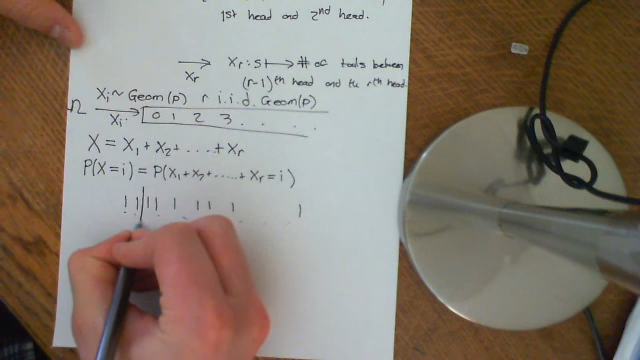 1st head and 2nd head.
Xr Xr : s ⟼ # of tails between
(r-1)th head and the rth head.
Xi ~ Geom(p) r i.i.d. Geom(p)
Ω Xi 0 1 2 3 . . . .
X = X1 + X2 + ..... + Xr
P(X=i) = P(X1+X2+.....+Xr=i)